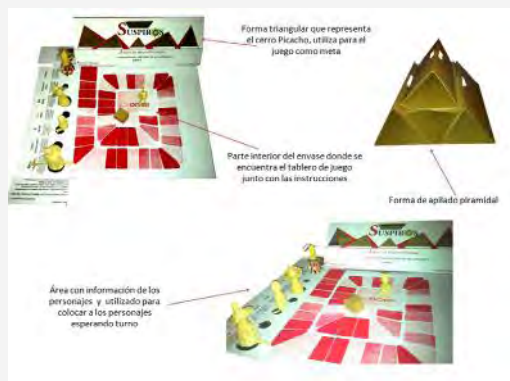 SUSPIROS
Forma triangular que representa
el cerro Picacho, utiliza para el
juego como meta
Parte interior del envase donde se
encuentra el tablero de juego
junto con las instrucciones
Forma de apilado piramidal
SUSPIROS
Área con información de los
personajes y utilizado para
colocar a los personajes
esperando turno